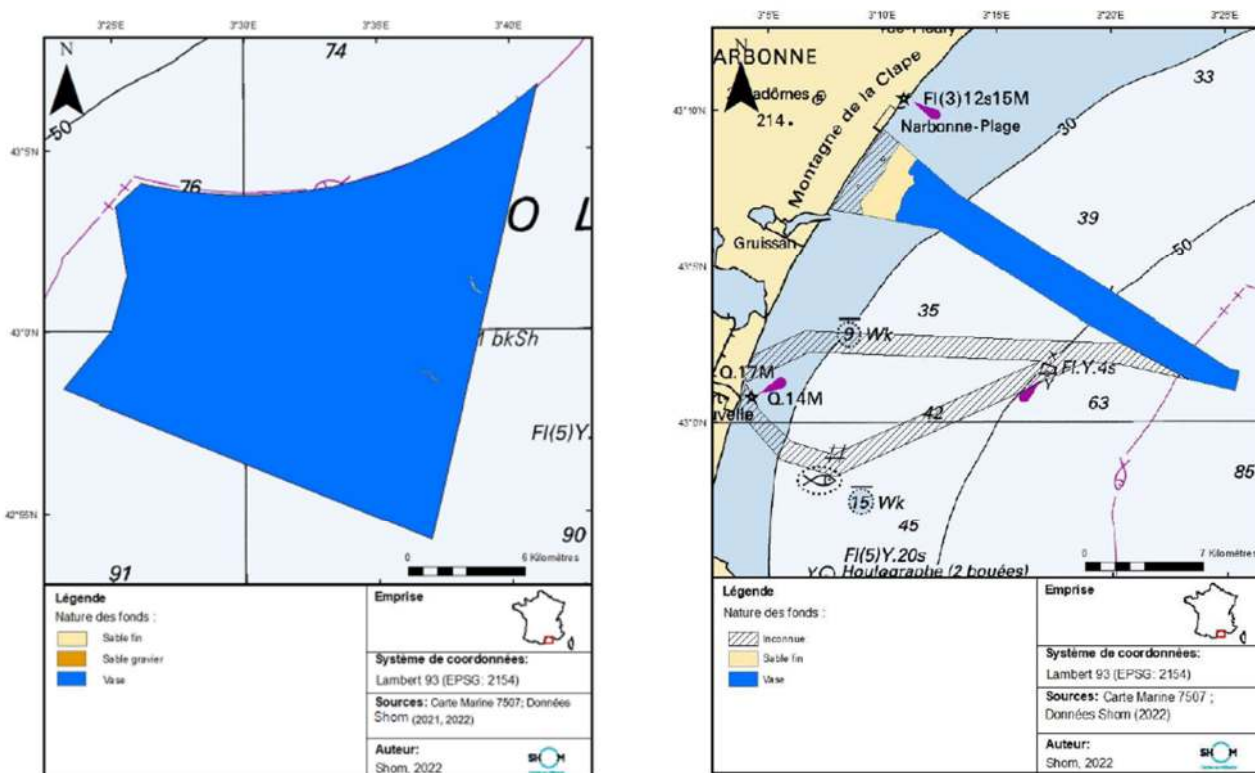 3°25'E 3°30'E 3°35'E 3°40'E
N
74
50
43°5'N
76
O L
43°0'N
bkSh
Fl(5)Y.
42°55'N
90
91
0 6 Kilomètres
Légende
Nature des fonds :
Sable fin
Sable gravier
Vase
Emprise
Système de coordonnées:
Lambert 93 (EPSG: 2154)
Sources: Carte Marine 7507; Données
Shom (2021, 2022)
Auteur:
Shom, 2022
SHOM
3°5'E 3°10'E 3°15'E 3°20'E 3°25'E
N
ARBONNE
214.
Montagne de la Clape
Fl(3)12s15M
Narbonne-Plage
33
43°10'N
30
39
Gruissan
50
43°5'N
35
9 Wk
Q.17M
Fl.Y.4s
Q.14M
uvelle
42
63
43°0'N
15 Wk
45
85
Fl(5)Y.20s
Houlographe (2 bouées)
0 7 Kilomètres
Légende
Nature des fonds :
Inconnue
Sable fin
Vase
Emprise
Système de coordonnées:
Lambert 93 (EPSG: 2154)
Sources: Carte Marine 7507 ;
Données Shom (2022)
Auteur:
Shom, 2022
SHOM